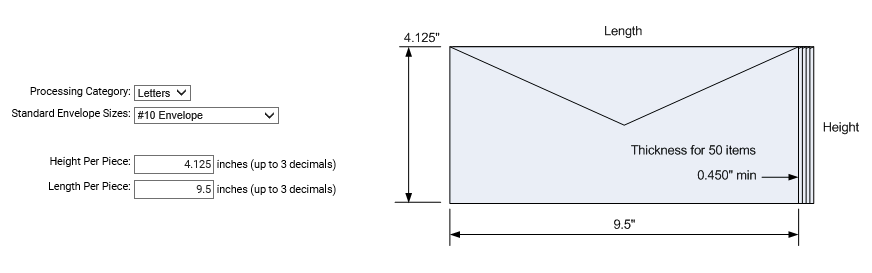 Processing Category: Letters
Standard Envelope Sizes: #10 Envelope
Height Per Piece: 4.125 inches (up to 3 decimals)
Length Per Piece: 9.5 inches (up to 3 decimals)
Length
4.125"
Height
Thickness for 50 items
0.450" min
9.5"